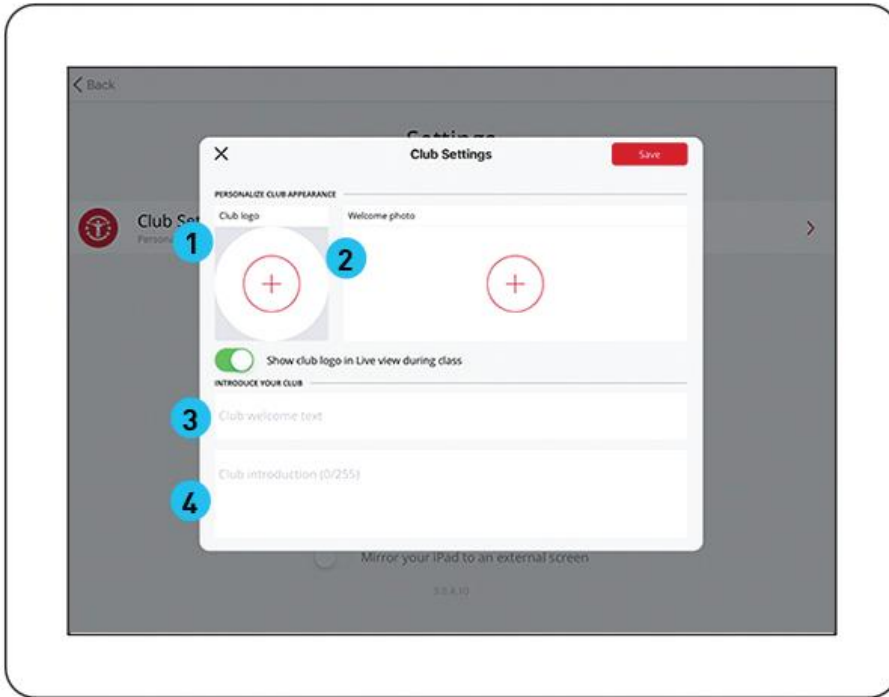 Back
Settings
Club Settings
Save
PERSONALIZE CLUB APPEARANCE
Club logo
Welcome photo
Club Set
Persona
1
2
Show club logo in Live view during class
INTRODUCE YOUR CLUB
3
Club welcome text
Club introduction (0/255)
4
Mirror your iPad to an external screen